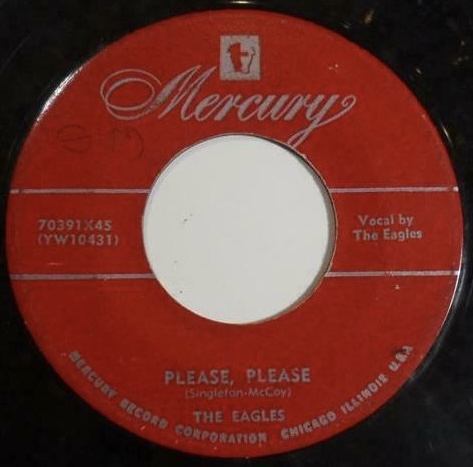 Mercury
70391X45
(YW10431)
Vocal by
The Eagles
PLEASE, PLEASE
(Singleton-McCoy)
THE EAGLES
MERCURY RECORD CORPORATION CHICAGO ILLINOIS U.S.A